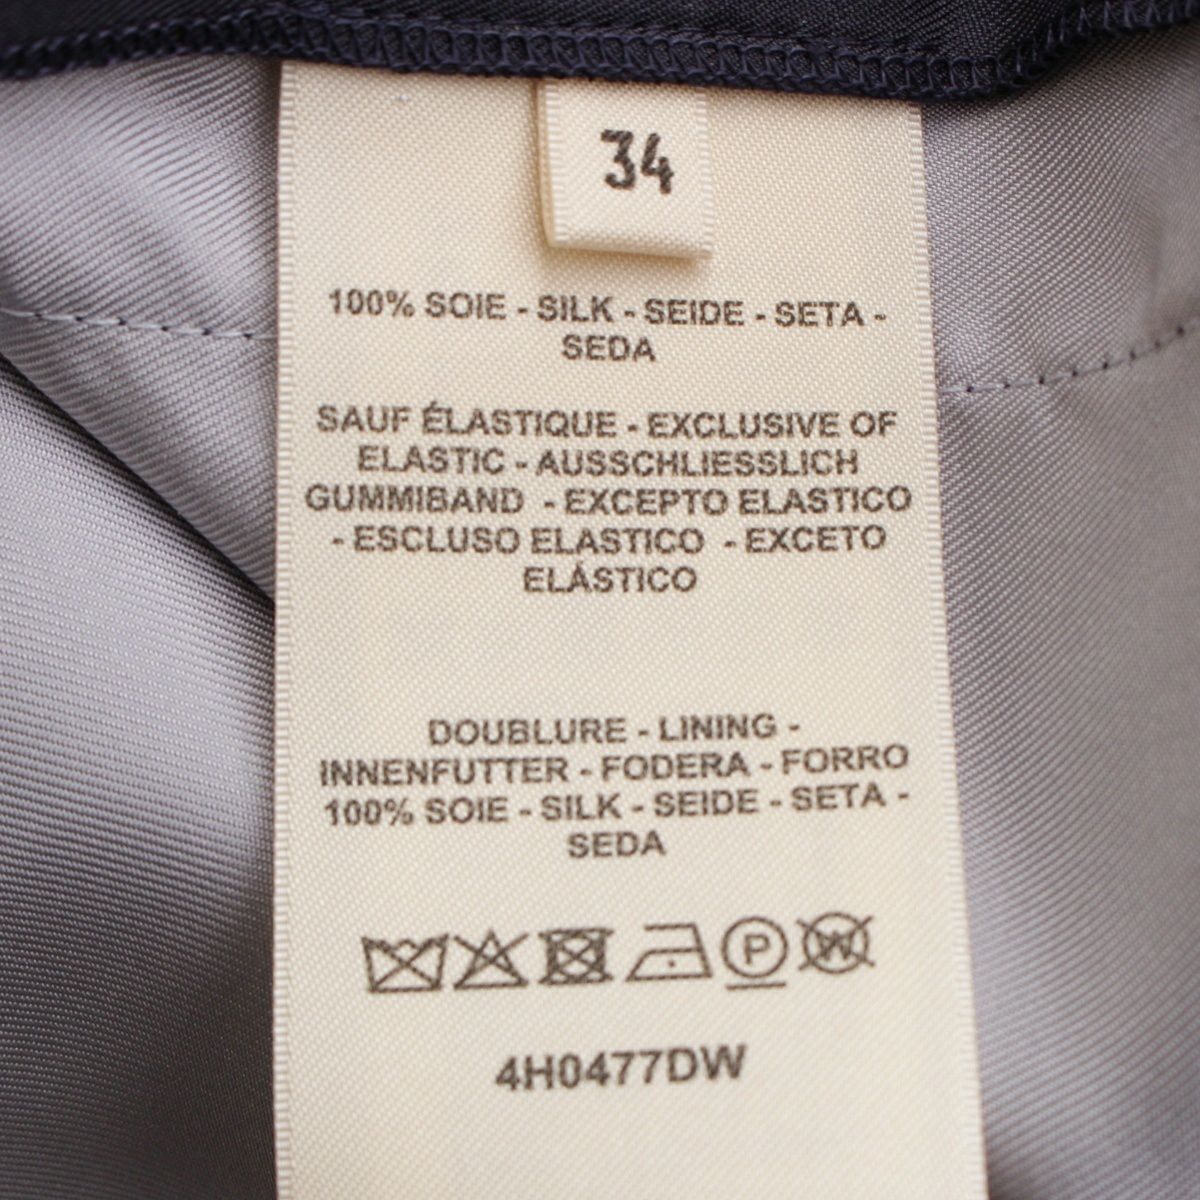 34
100% SOIE - SILK - SEIDE - SETA -
SEDA
SAUF ÉLASTIQUE - EXCLUSIVE OF
ELASTIC - AUSSCHLIESSLICH
GUMMIBAND - EXCEPTO ELASTICO
- ESCLUSO ELASTICO - EXCETO
ELÁSTICO
DOUBLURE - LINING -
INNENFUTTER - FODERA - FORRO
100% SOIE - SILK - SEIDE - SETA -
SEDA
P W
4H0477DW